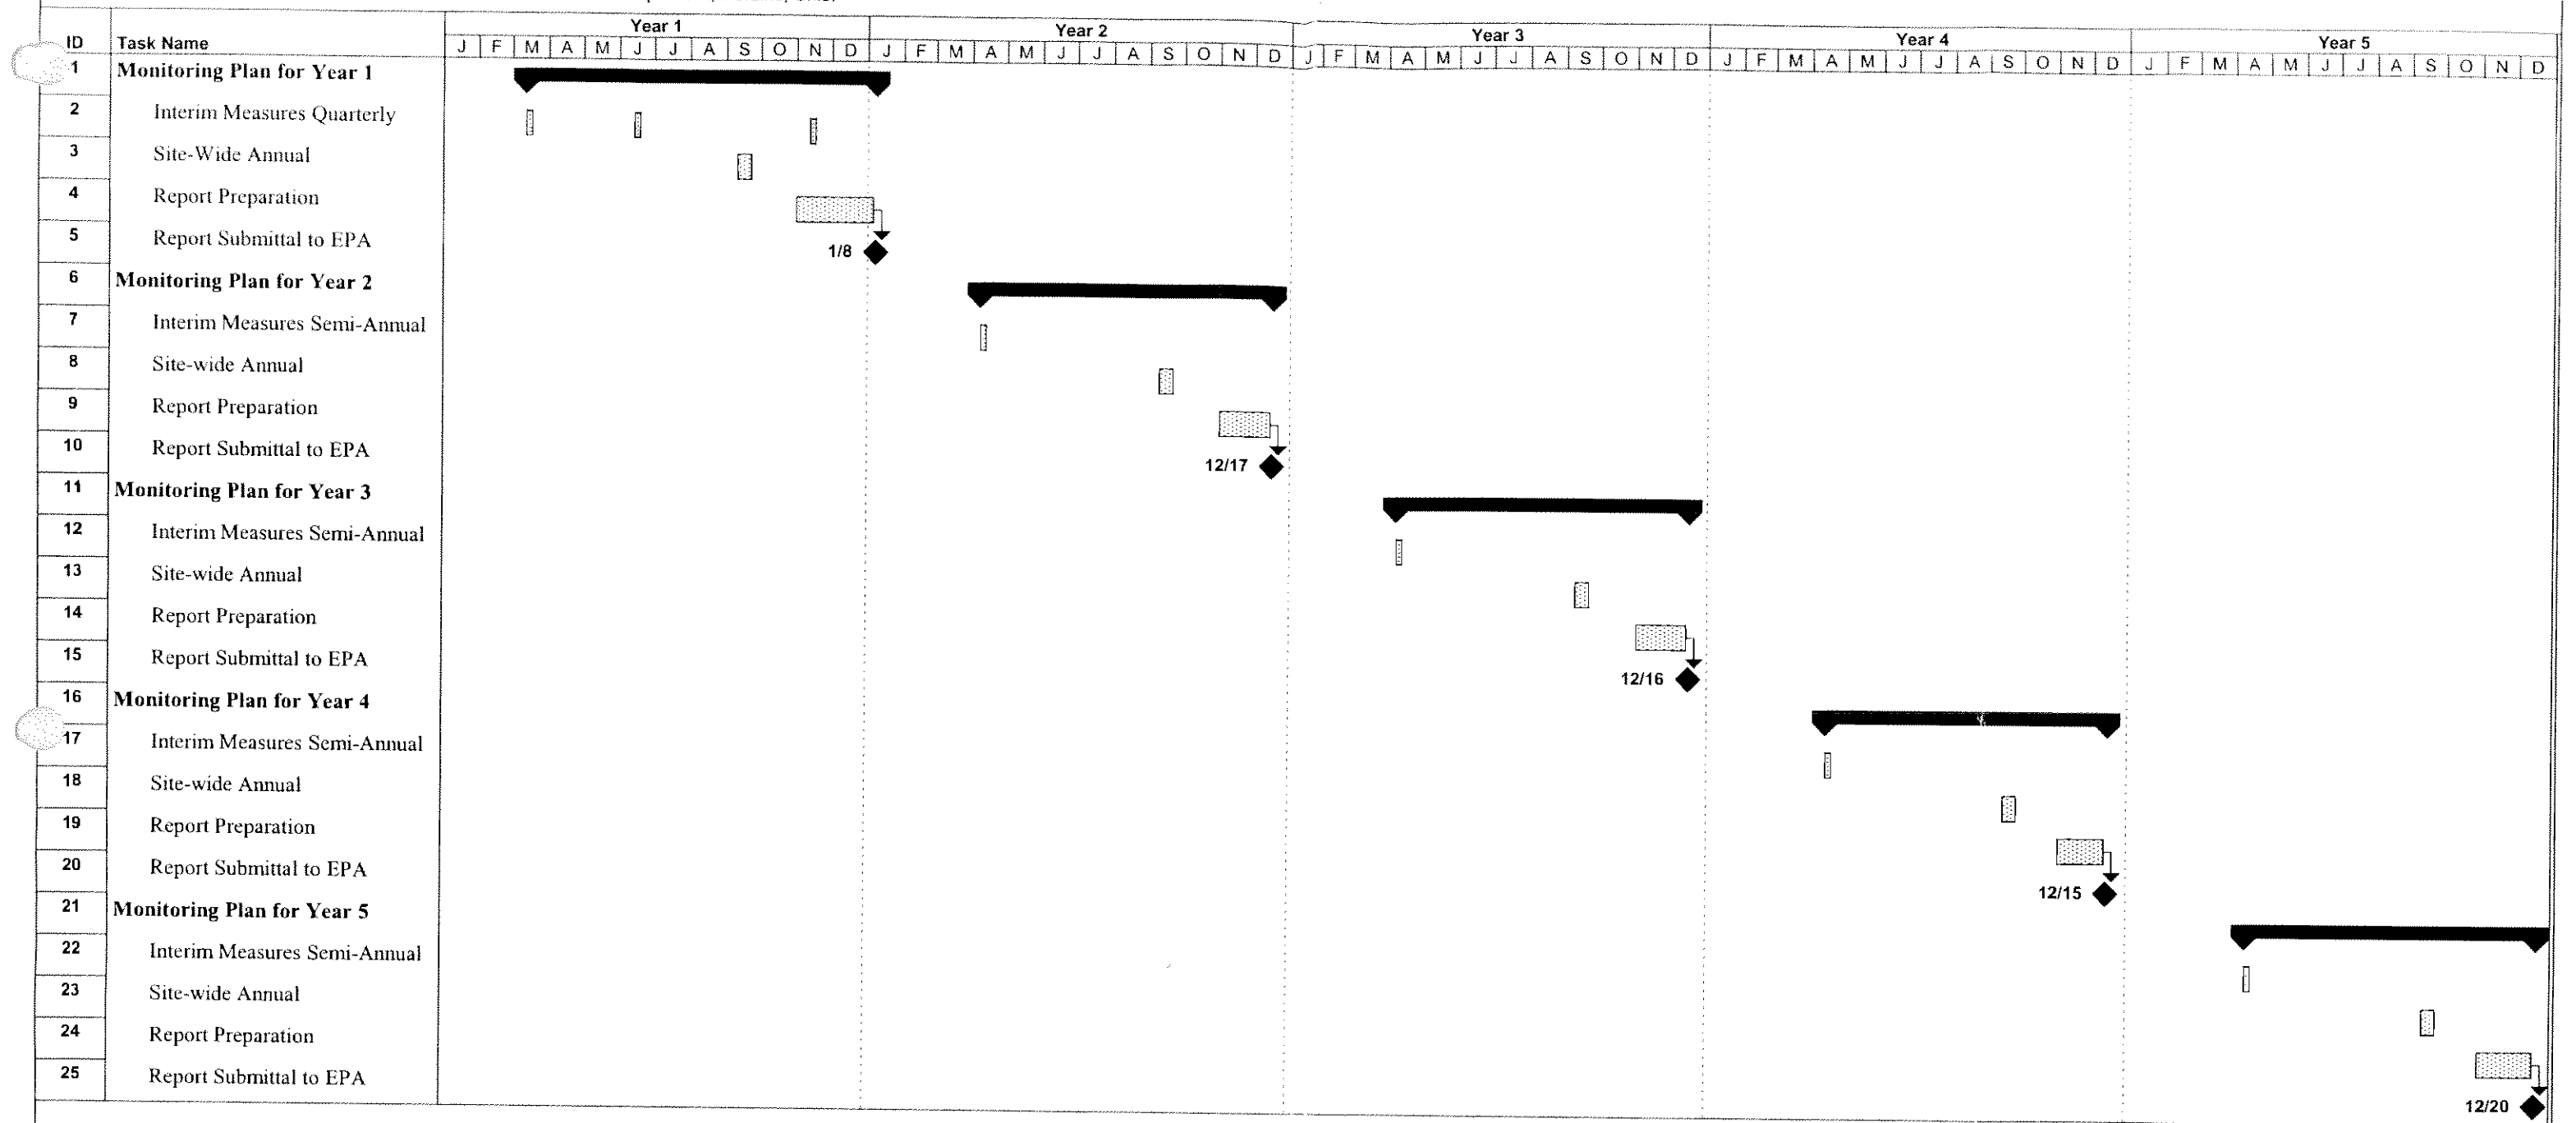 Year 1 Year 2 Year 3 Year 4 Year 5
ID Task Name J F M A M J J A S O N D J F M A M J J A S O N D J F M A M J J A S O N D J F M A M J J A S O N D J F M A M J J A S O N D
1 Monitoring Plan for Year 1
2 Interim Measures Quarterly
3 Site-Wide Annual
4 Report Preparation
5 Report Submittal to EPA 1/8
6 Monitoring Plan for Year 2
7 Interim Measures Semi-Annual
8 Site-wide Annual
9 Report Preparation
10 Report Submittal to EPA 12/17
11 Monitoring Plan for Year 3
12 Interim Measures Semi-Annual
13 Site-wide Annual
14 Report Preparation
15 Report Submittal to EPA 12/16
16 Monitoring Plan for Year 4
17 Interim Measures Semi-Annual
18 Site-wide Annual
19 Report Preparation
20 Report Submittal to EPA 12/15
21 Monitoring Plan for Year 5
22 Interim Measures Semi-Annual
23 Site-wide Annual
24 Report Preparation
25 Report Submittal to EPA 12/20